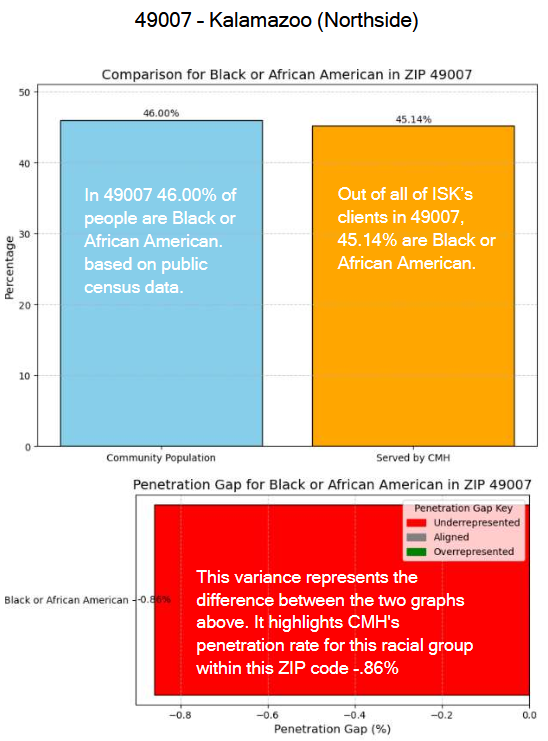 49007 - Kalamazoo (Northside)
Comparison for Black or African American in ZIP 49007
50
40
30
20
10
0
Percentage
46.00%
45.14%
In 49007 46.00% of
people are Black or
African American.
based on public
census data.
Out of all of ISK's
clients in 49007,
45.14% are Black or
African American.
Community Population
Served by CMH
Penetration Gap for Black or African American in ZIP 49007
Penetration Gap Key
Underrepresented
Aligned
Overrepresented
Black or African American
-0.86%
This variance represents the
difference between the two graphs
above. It highlights CMH's
penetration rate for this racial group
within this ZIP code -.86%
−0.8
−0.6
−0.4
−0.2
0.0
Penetration Gap (%)